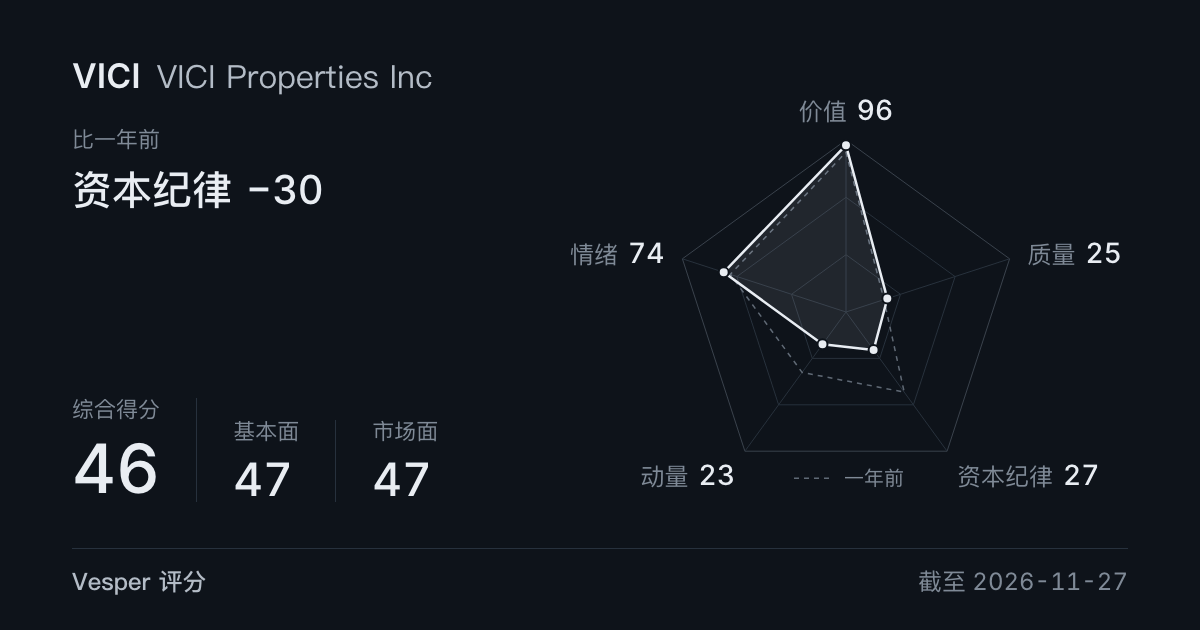 VICI VICI Properties Inc
比一年前
资本纪律 −30
价值 96
情绪 74
质量 25
动量 23
一年前
资本纪律 27
综合得分
46
基本面
47
市场面
47
Vesper 评分
截至 2026-11-27